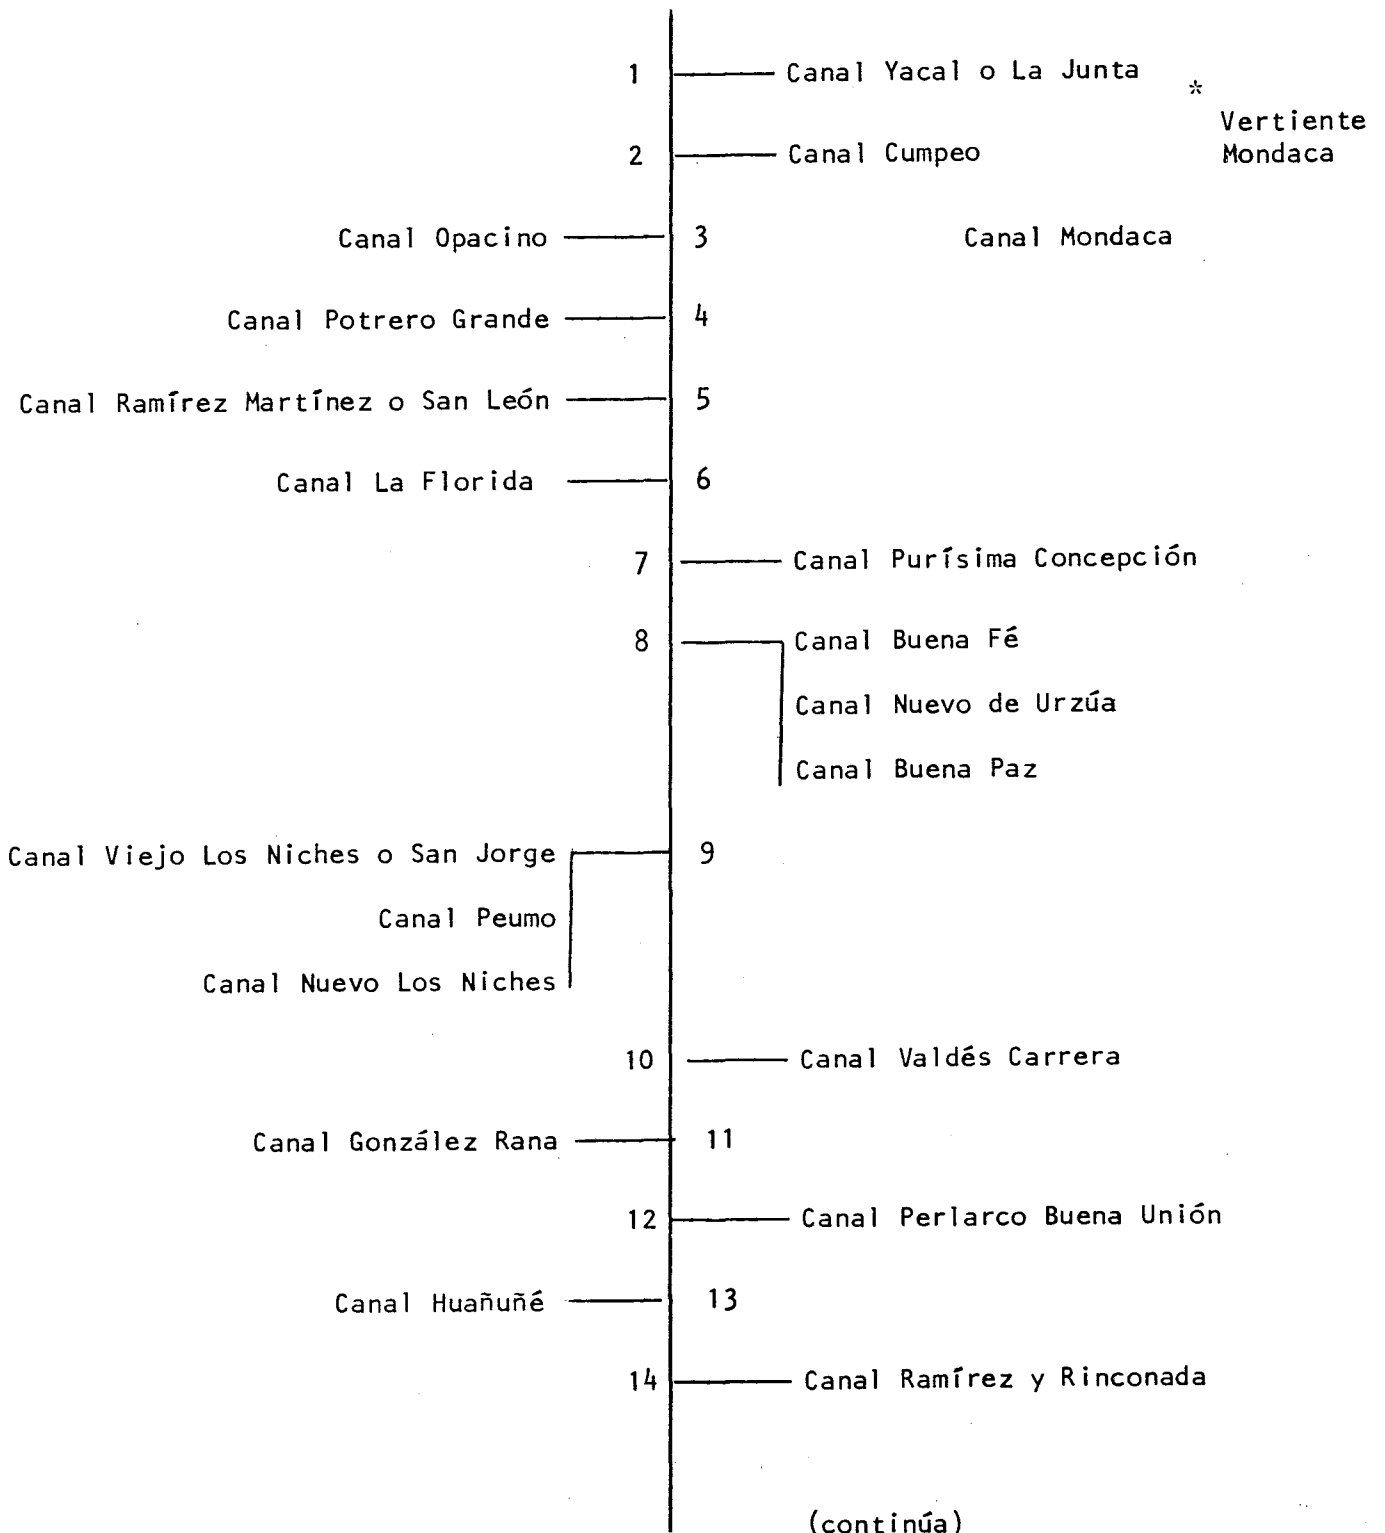 1 Canal Yacal o La Junta
*
Vertiente
Mondaca
2 Canal Cumpeo
Canal Opacino 3
Canal Mondaca
Canal Potrero Grande 4
Canal Ramírez Martínez o San León 5
Canal La Florida 6
7 Canal Purísima Concepción
8 Canal Buena Fé
Canal Nuevo de Urzúa
Canal Buena Paz
Canal Viejo Los Niches o San Jorge 9
Canal Peumo
Canal Nuevo Los Niches
10 Canal Valdés Carrera
Canal González Rana 11
12 Canal Perlarco Buena Unión
Canal Huañuñé 13
14 Canal Ramírez y Rinconada
(continúa)